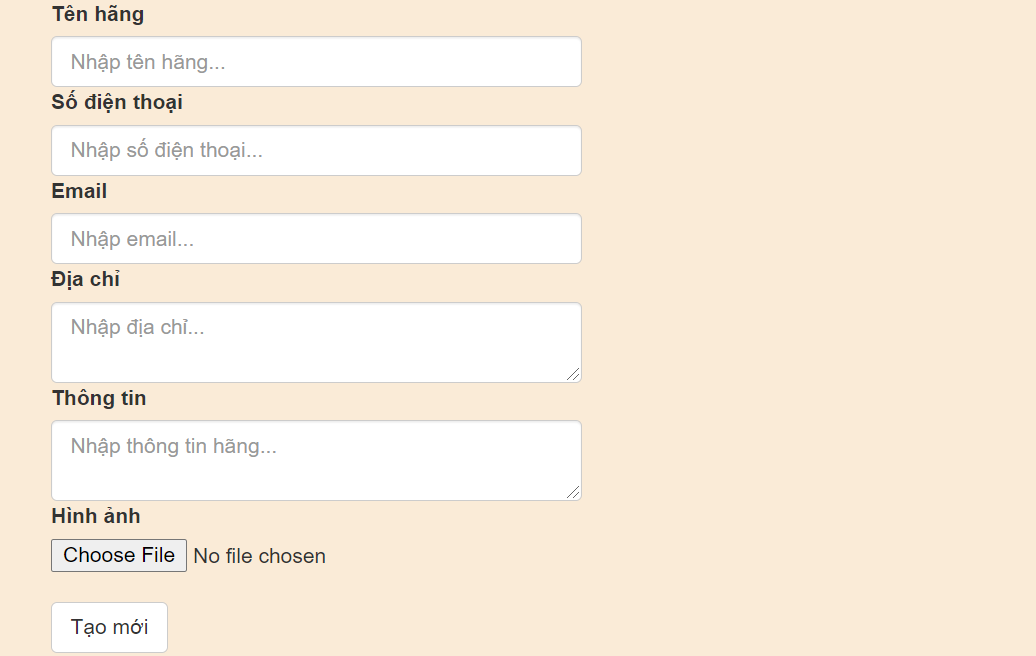 Tên hãng
Nhập tên hãng...
Số điện thoại
Nhập số điện thoại...
Email
Nhập email...
Địa chỉ
Nhập địa chỉ...
Thông tin
Nhập thông tin hãng...
Hình ảnh
Choose File No file chosen
Tạo mới